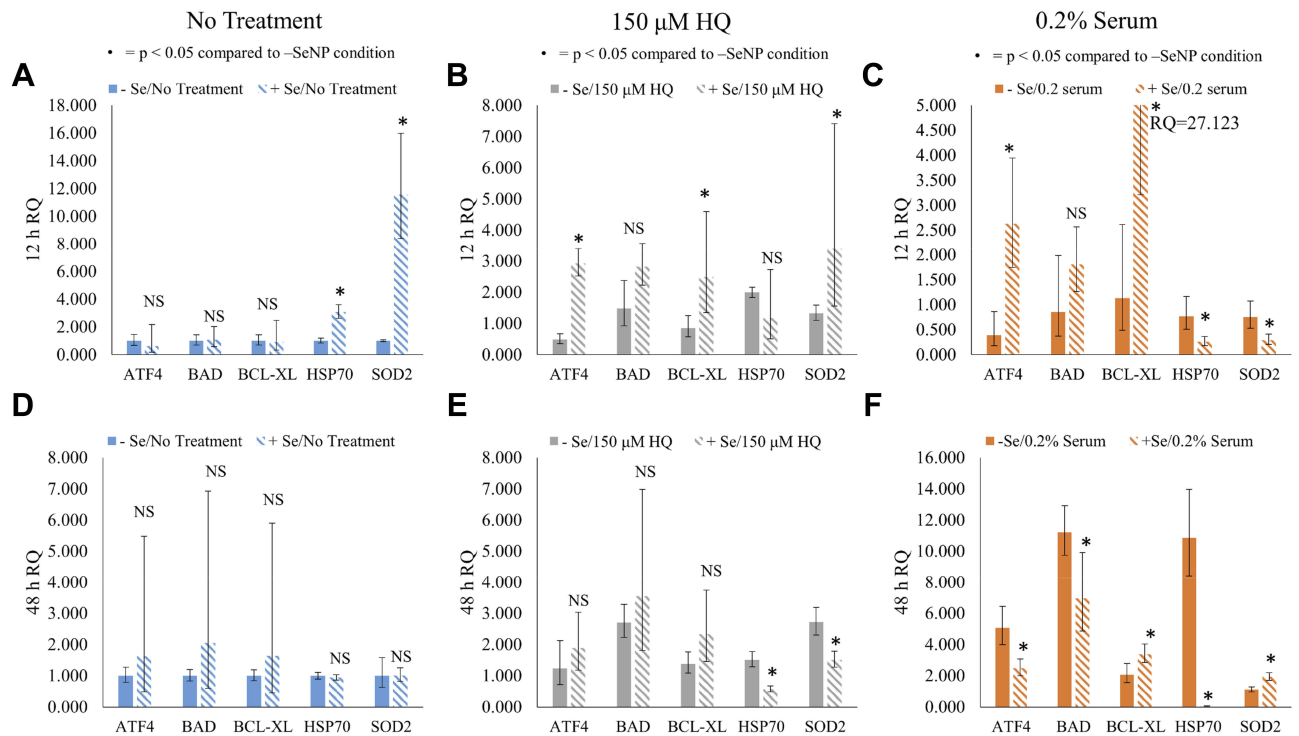 No Treatment
• = p < 0.05 compared to –SeNP condition
150 µM HQ
• = p < 0.05 compared to –SeNP condition
0.2% Serum
• = p < 0.05 compared to –SeNP condition
A
- Se/No Treatment + Se/No Treatment
18.000
16.000
14.000
12.000
10.000
8.000
6.000
4.000
2.000
0.000
12 h RQ
NS
NS
NS
*
*
ATF4 BAD BCL-XL HSP70 SOD2
B
- Se/150 µM HQ + Se/150 µM HQ
8.000
7.000
6.000
5.000
4.000
3.000
2.000
1.000
0.000
12 h RQ
*
NS
*
NS
*
ATF4 BAD BCL-XL HSP70 SOD2
C
- Se/0.2 serum + Se/0.2 serum
5.000
4.500
4.000
3.500
3.000
2.500
2.000
1.500
1.000
0.500
0.000
12 h RQ
*
NS
*
RQ=27.123
*
*
ATF4 BAD BCL-XL HSP70 SOD2
D
- Se/No Treatment + Se/No Treatment
8.000
7.000
6.000
5.000
4.000
3.000
2.000
1.000
0.000
48 h RQ
NS
NS
NS
NS
NS
ATF4 BAD BCL-XL HSP70 SOD2
E
- Se/150 µM HQ + Se/150 µM HQ
8.000
7.000
6.000
5.000
4.000
3.000
2.000
1.000
0.000
48 h RQ
NS
NS
NS
*
*
ATF4 BAD BCL-XL HSP70 SOD2
F
-Se/0.2% Serum +Se/0.2% Serum
16.000
14.000
12.000
10.000
8.000
6.000
4.000
2.000
0.000
48 h RQ
*
*
*
*
*
ATF4 BAD BCL-XL HSP70 SOD2